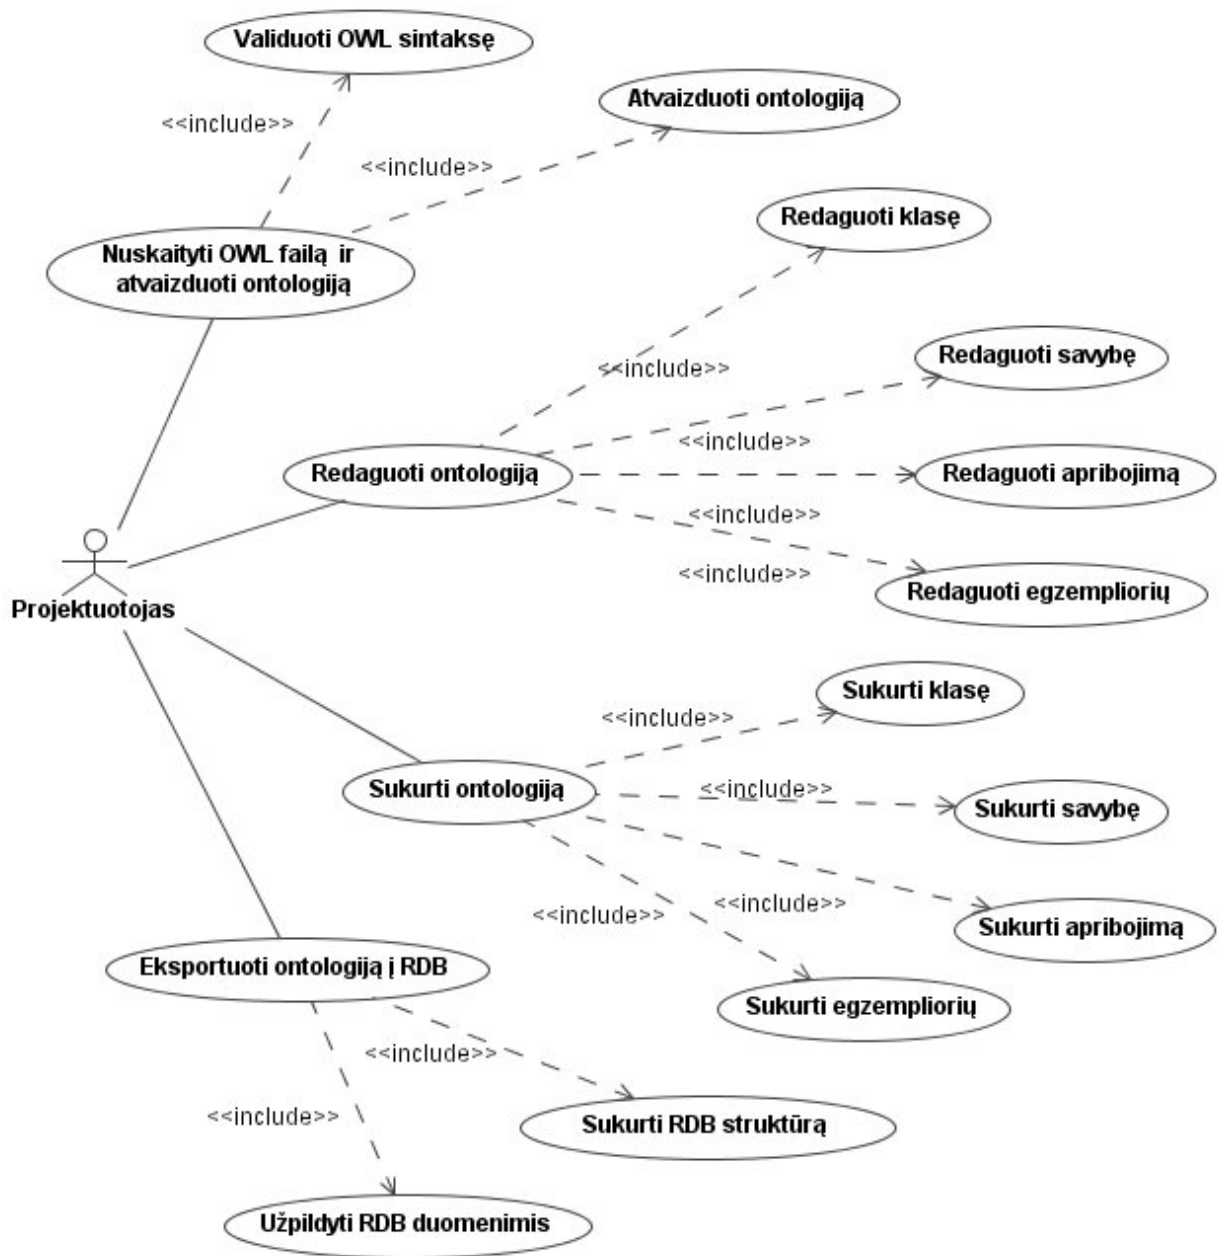 Validuoti OWL sintaksę
Atvaizduoti ontologiją
<<include>>
<<include>>
Redaguoti klasę
Nuskaityti OWL failą ir
atvaizduoti ontologiją
Redaguoti savybę
<<include>>
<<include>>
Redaguoti ontologiją
Redaguoti apribojimą
<<include>>
<<include>>
Redaguoti egzempliorių
Projektuotojas
Sukurti klasę
<<include>>
Sukurti ontologiją
<<include>>
Sukurti savybę
<<include>>
<<include>>
Sukurti apribojimą
Eksportuoti ontologiją į RDB
Sukurti egzempliorių
<<include>>
<<include>>
Sukurti RDB struktūrą
Užpildyti RDB duomenimis